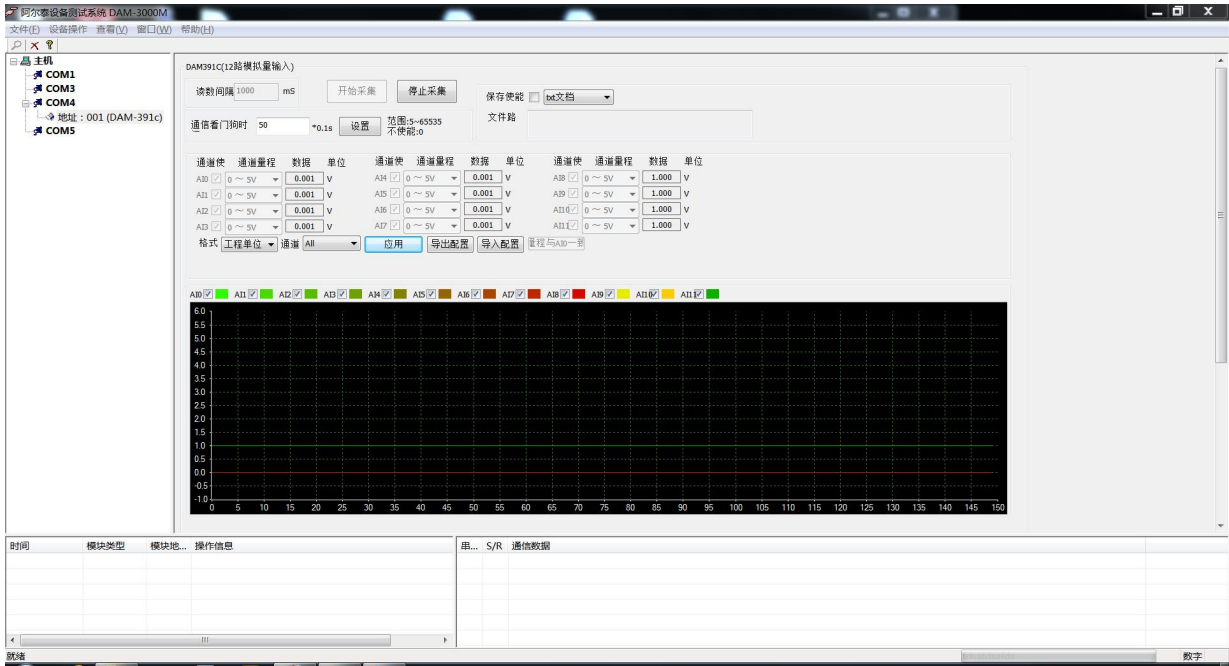 阿尔泰设备测试系统 DAM-3000M
文件(F) 设备操作 查看(V) 窗口(W) 帮助(H)
主机
COM1
COM3
COM4
地址：001 (DAM-391c)
COM5
DAM391C(12路模拟量输入)
读数间隔 1000 mS 开始采集 停止采集
保存使能 txt文档
通信看门狗时 50 *0.1s 设置 范围:5~65535
不使能:0
文件路
通道使 通道量程 数据 单位 通道使 通道量程 数据 单位 通道使 通道量程 数据 单位
AI0 0～5V 0.001 V AI4 0～5V 0.001 V AI8 0～5V 1.000 V
AI1 0～5V 0.001 V AI5 0～5V 0.001 V AI9 0～5V 1.000 V
AI2 0～5V 0.001 V AI6 0～5V 0.001 V AI10 0～5V 1.000 V
AI3 0～5V 0.001 V AI7 0～5V 0.001 V AI11 0～5V 1.000 V
格式 工程单位 通道 All 应用 导出配置 导入配置 量程与AI0一致
AI0 AI1 AI2 AI3 AI4 AI5 AI6 AI7 AI8 AI9 AI10 AI11
6.0
5.5
5.0
4.5
4.0
3.5
3.0
2.5
2.0
1.5
1.0
0.5
0.0
-0.5
-1.0
0 5 10 15 20 25 30 35 40 45 50 55 60 65 70 75 80 85 90 95 100 105 110 115 120 125 130 135 140 145 150
时间 模块类型 模块地... 操作信息 串... S/R 通信数据
就绪 数字